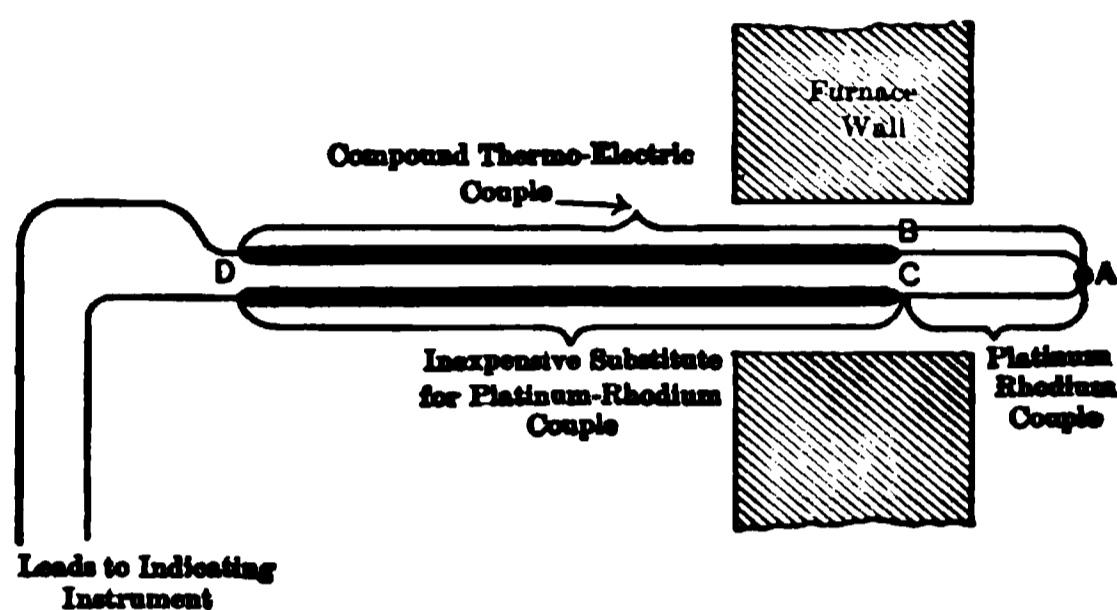 Furnace
Wall
Compound Thermo-Electric
Couple
B
D
C
A
Inexpensive Substitute
for Platinum-Rhodium
Couple
Platinum
Rhodium
Couple
Leads to Indicating
Instrument